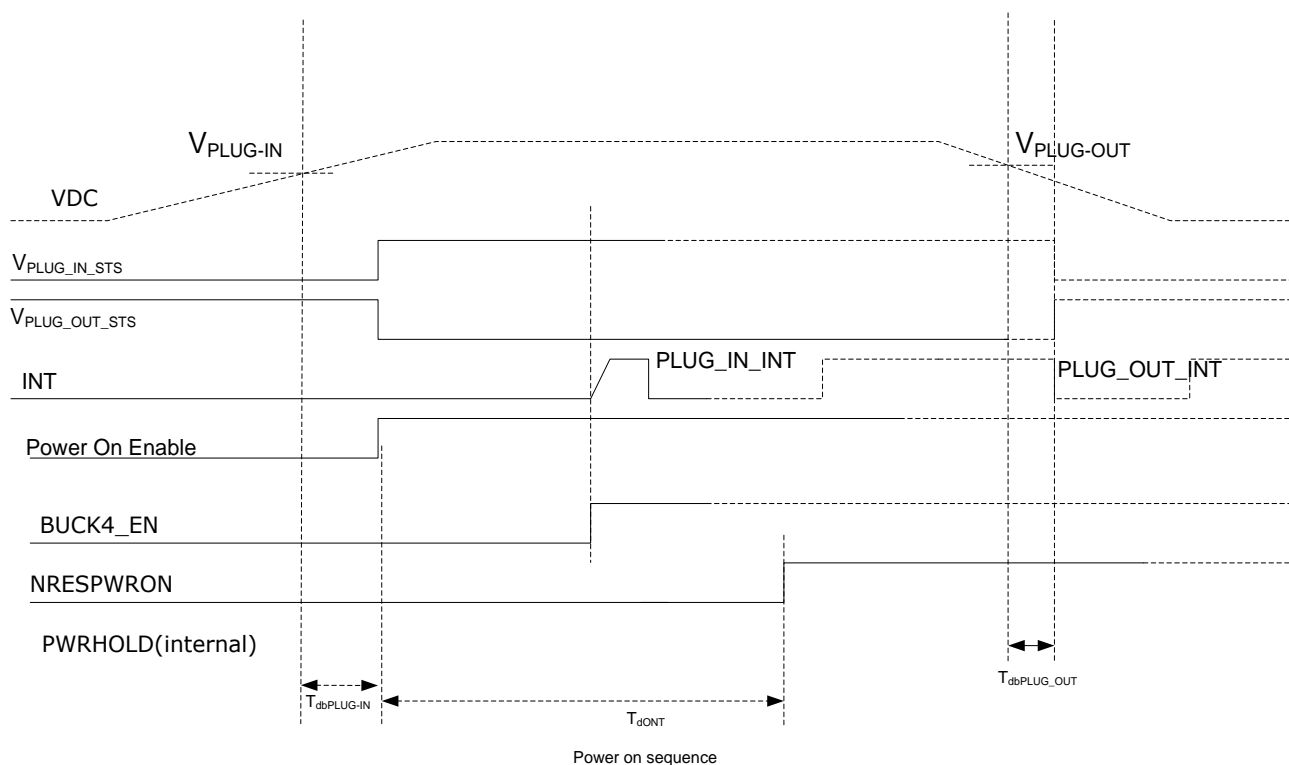 VPLUG-IN
VPLUG-OUT
VDC
VPLUG_IN_STS
VPLUG_OUT_STS
PLUG_IN_INT
PLUG_OUT_INT
INT
Power On Enable
BUCK4_EN
NRESPWRON
PWRHOLD(internal)
TdbPLUG_OUT
TdbPLUG-IN
TdONT
Power on sequence